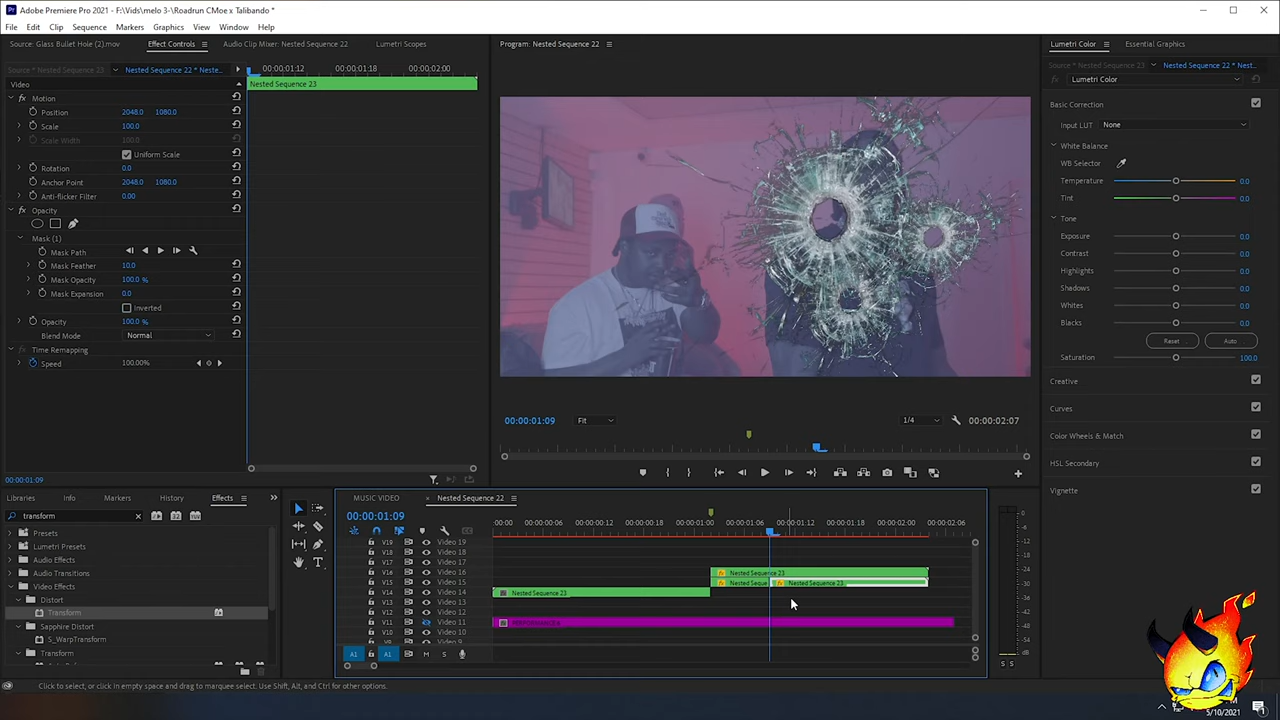 Adobe Premiere Pro 2021 - F:\Vids\melo 3-\Roadrun CMoe x Talibando *
File Edit Clip Sequence Markers Graphics View Window Help
Source: Glass Bullet Hole (2).mov Effect Controls Audio Clip Mixer: Nested Sequence 22 Lumetri Scopes
Source * Nested Sequence 23 Nested Sequence 22 * Neste...
00:00:01:12 00:00:01:18 00:00:02:00
Video
Nested Sequence 23
fx Motion
Position 2048.0 1080.0
Scale 100.0
Scale Width 100.0
Uniform Scale
Rotation 0.0
Anchor Point 2048.0 1080.0
Anti-flicker Filter 0.00
fx Opacity
Mask (1)
Mask Path
Mask Feather 10.0
Mask Opacity 100.0 %
Mask Expansion 0.0
Inverted
Opacity 100.0 %
Blend Mode Normal
Time Remapping
Speed 100.00%
00:00:01:09
Program: Nested Sequence 22
00:00:01:09 Fit 1/4 00:00:02:07
Lumetri Color Essential Graphics
Source * Nested Sequence 23 Nested Sequence 22 * Nest...
fx Lumetri Color
Basic Correction
Input LUT None
White Balance
WB Selector
Temperature 0.0
Tint 0.0
Tone
Exposure 0.0
Contrast 0.0
Highlights 0.0
Shadows 0.0
Whites 0.0
Blacks 0.0
Reset Auto
Saturation 100.0
Creative
Curves
Color Wheels & Match
HSL Secondary
Vignette
Libraries Info Markers History Effects
transform
Presets
Lumetri Presets
Audio Effects
Audio Transitions
Video Effects
Distort
Transform
Sapphire Distort
S_WarpTransform
Transform
MUSIC VIDEO Nested Sequence 22
00:00:01:09
:00:00 00:00:00:06 00:00:00:12 00:00:00:18 00:00:01:00 00:00:01:06 00:00:01:12 00:00:01:18 00:00:02:00 00:00:02:06
V19 Video 19
V18 Video 18
V17 Video 17
V16 Video 16 Nested Sequence 23
V15 Video 15 Nested Seque Nested Sequence 23
V14 Video 14 Nested Sequence 23
V13 Video 13
V12 Video 12
V11 Video 11
V10 Video 10
A1 A1 M S
0 -6 -12 -18 -24 -30 -36 -42 -48 -54 dB
S S
Click to select, or click in empty space and drag to marquee select. Use Shift, Alt, and Ctrl for other options.
5/10/2021